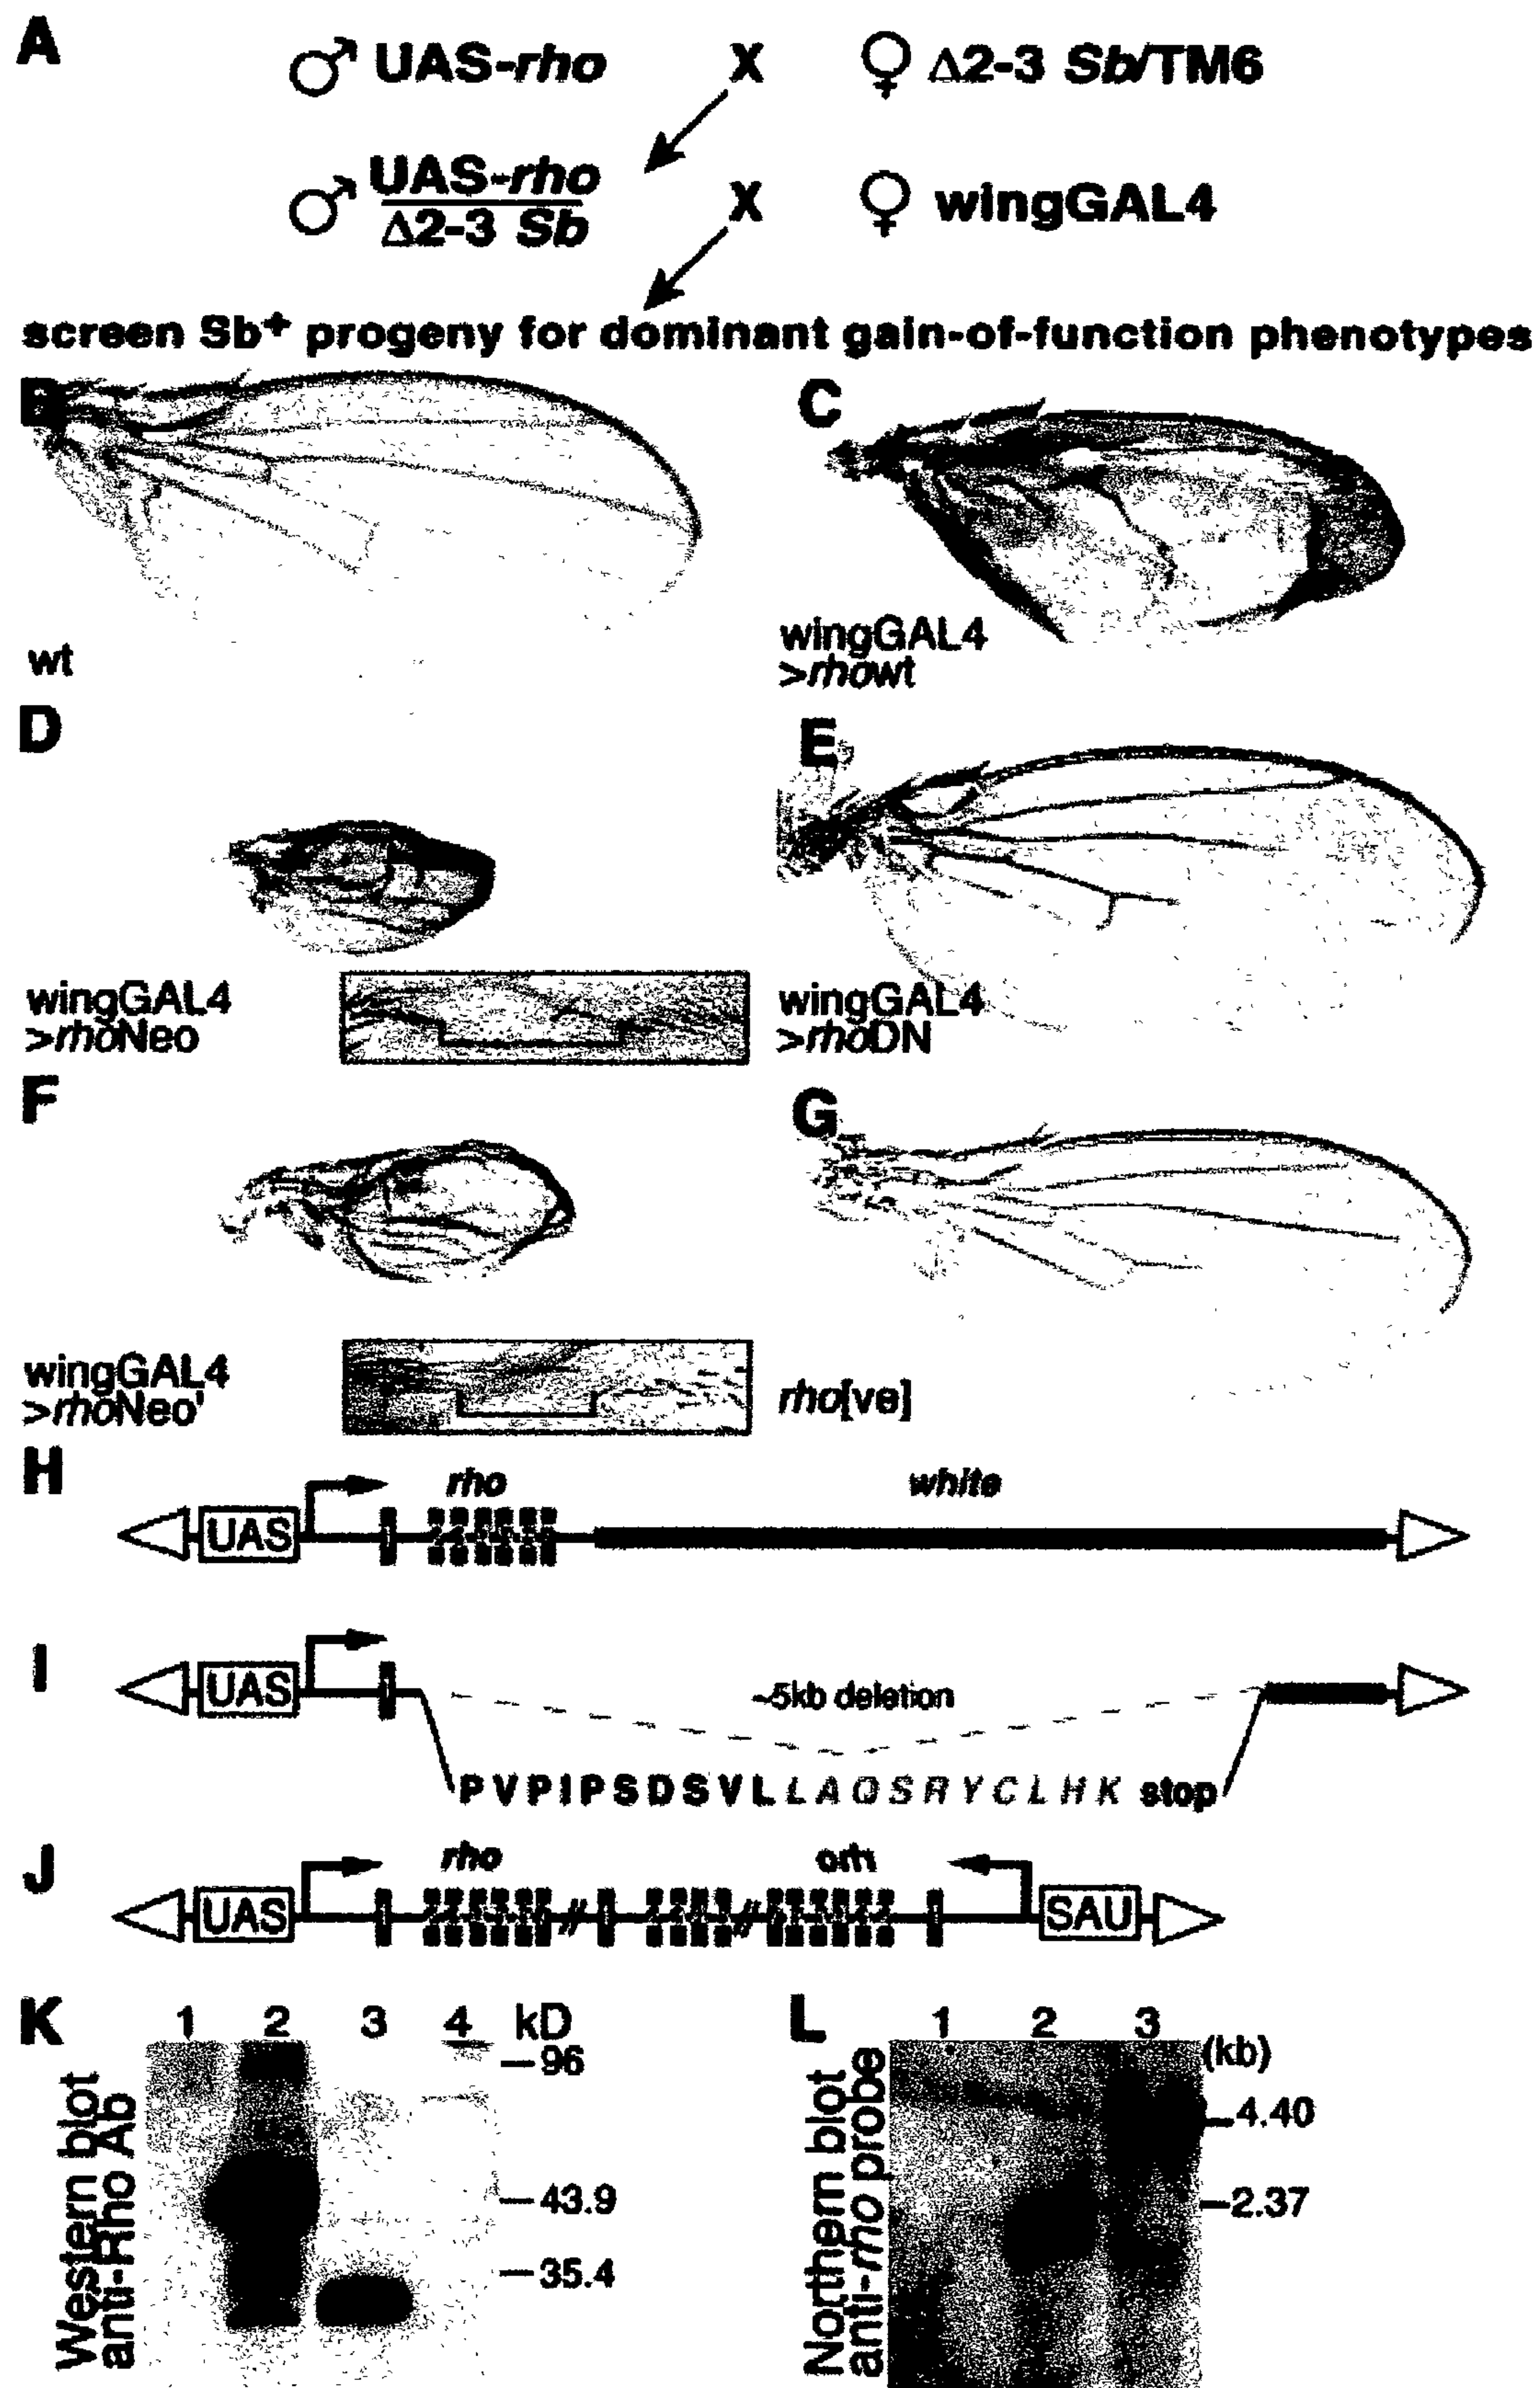 A
♂ UAS-rho X ♀ Δ2-3 Sb/TM6
♂ UAS-rho X ♀ wingGAL4
Δ2-3 Sb
screen Sb+ progeny for dominant gain-of-function phenotypes
B
wt
C
wingGAL4
>rhowt
D
wingGAL4
>rhoNeo
E
wingGAL4
>rhoDN
F
wingGAL4
>rhoNeo'
G
rho[ve]
H
rho white
UAS
I
UAS
~5kb deletion
PVPIPSDSVLLAQSRYCLHK stop
J
rho orh
UAS SAU
K
1 2 3 4 kD
96
43.9
35.4
Western blot
anti-Rho Ab
L
1 2 3
(kb)
4.40
2.37
Northern blot
anti-rho probe